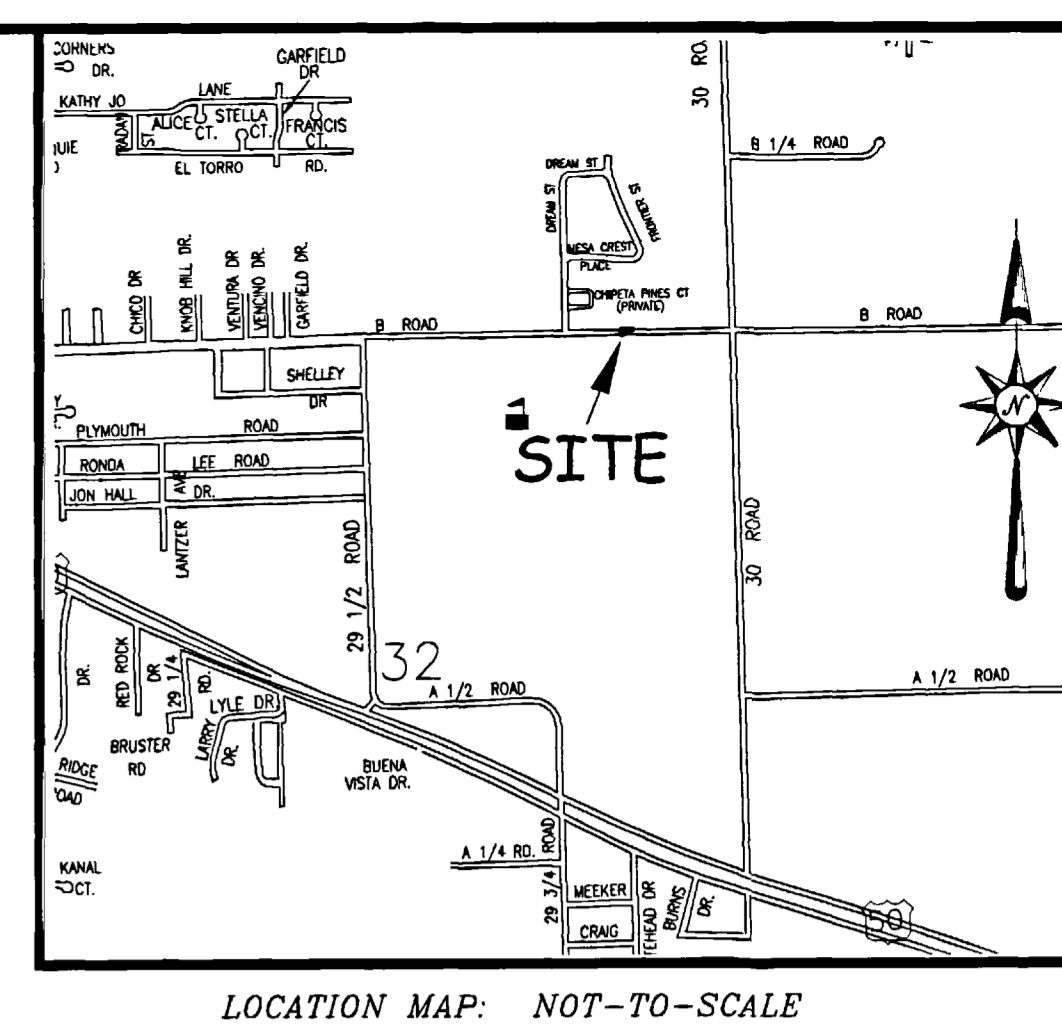 CORNERS
DR.
GARFIELD
DR
KATHY JO
LANE
RADAM
ST.
ALICE
CT.
STELLA
CT.
FRANCIS
CT.
EL TORRO
RD.
30
B 1/4 ROAD
DREAM ST
DREAM ST
FRONTIER ST
MESA CREST
PLACE
CHIPETA PINES CT
(PRIVATE)
CHICO DR
KNOB HILL DR.
VENTURA DR
VENCINO DR.
GARFIELD DR.
B ROAD
B ROAD
SHELLEY
DR
N
SITE
PLYMOUTH
ROAD
RONDA
LEE ROAD
JON HALL
AVE
DR.
LANTZER
29 1/2 ROAD
30 ROAD
32
A 1/2 ROAD
A 1/2 ROAD
DR.
RED ROCK
DR
29 1/4
RD.
LYLE DR
LARRY
DR.
BRUSTER
RD
RIDGE
BUENA
VISTA DR.
KANAL
CT.
A 1/4 RD.
29 3/4 ROAD
MEEKER
CRAIG
TEHEAD DR
BURNS
DR.
50
LOCATION MAP: NOT-TO-SCALE